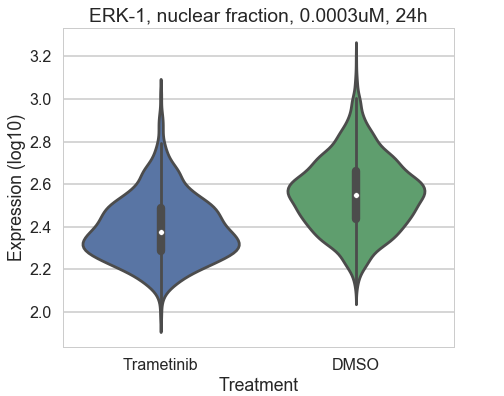 ERK-1, nuclear fraction, 0.0003uM, 24h
Expression (log10)
3.2
3.0
2.8
2.6
2.4
2.2
2.0
Trametinib DMSO
Treatment